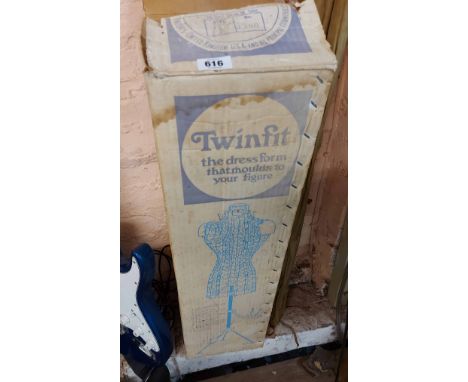 616
Twinfit
the dress form
that moulds to
your figure